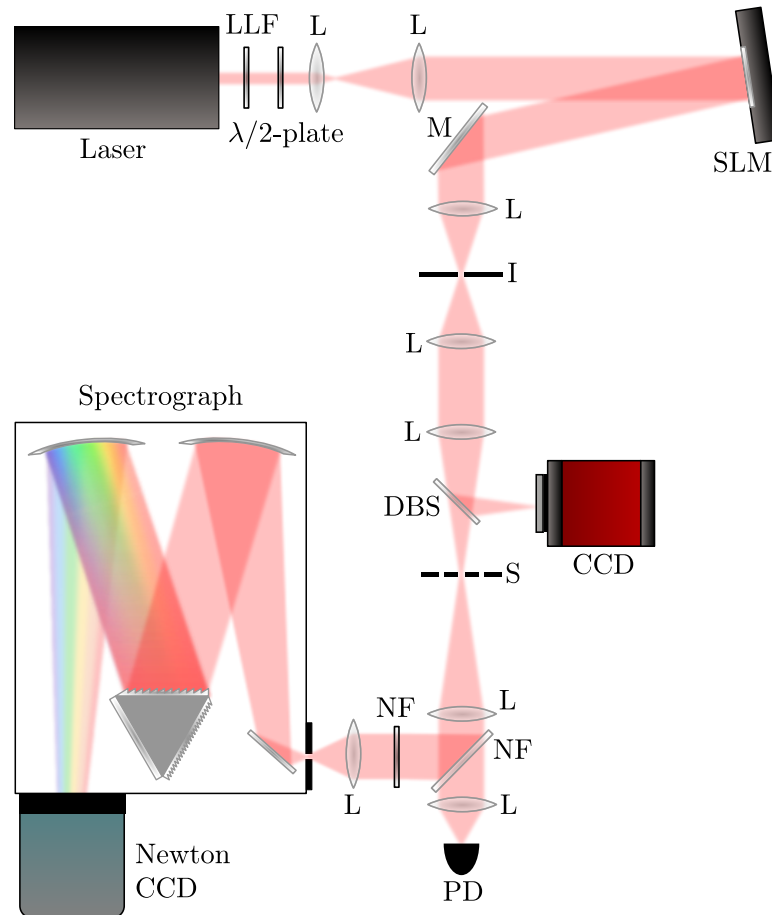 LLF
L
L
λ/2-plate
Laser
M
SLM
L
I
L
Spectrograph
L
DBS
CCD
S
NF
L
NF
L
L
Newton
CCD
PD